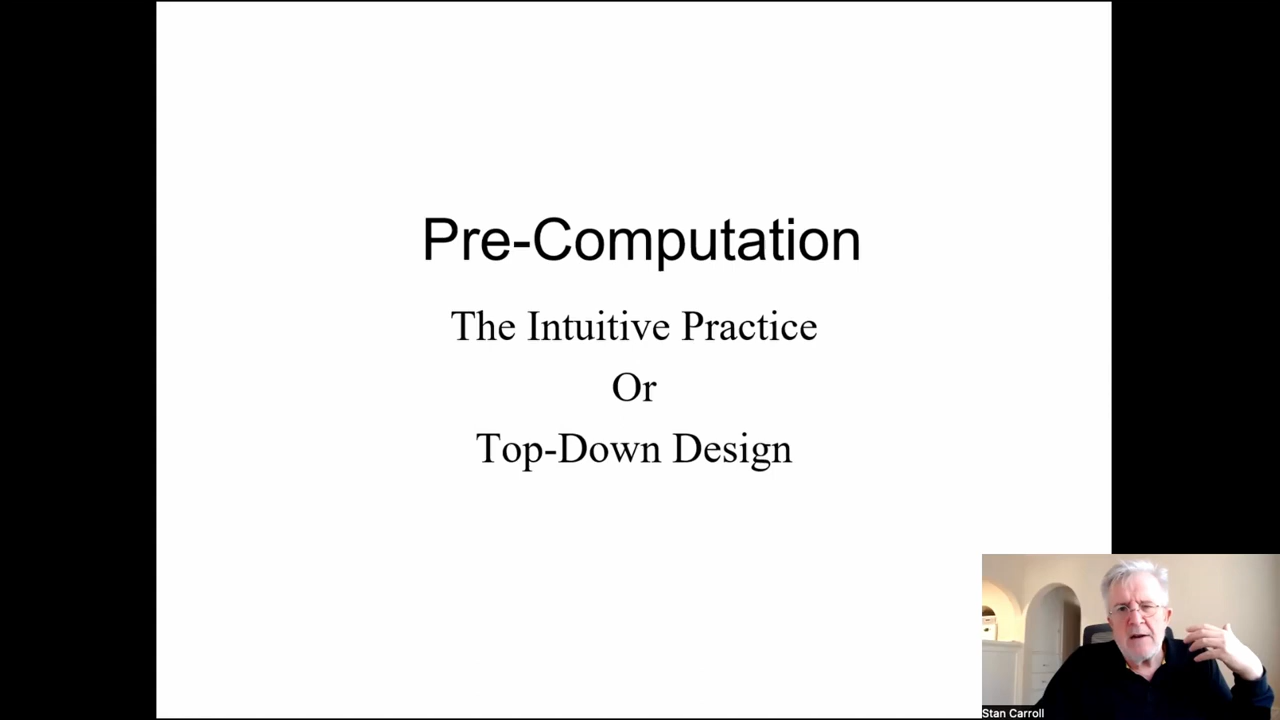 Pre-Computation
The Intuitive Practice
Or
Top-Down Design
Stan Carroll